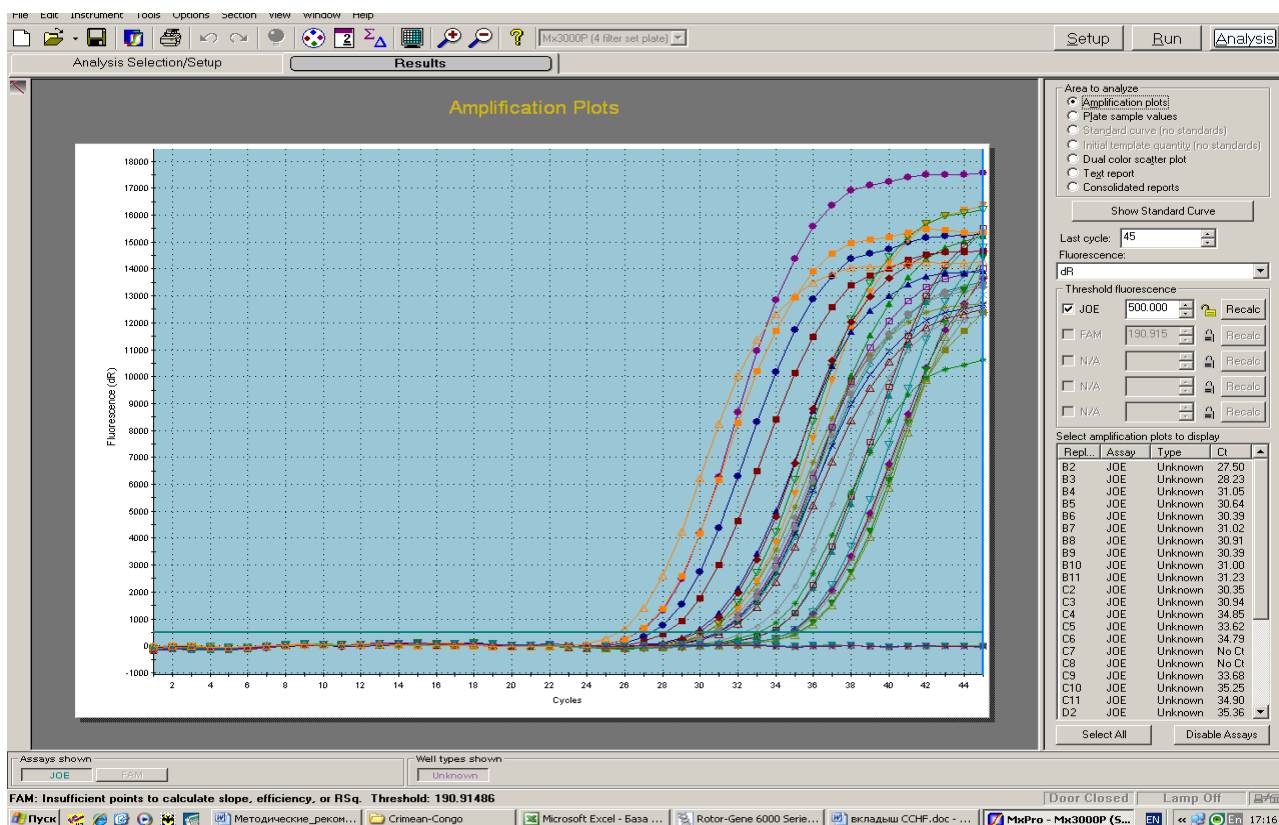 File Edit Instrument Tools Options Section View Window Help
Mx3000P (4 filter set plate)
Setup Run Analysis
Analysis Selection/Setup Results
Amplification Plots
18000
17000
16000
15000
14000
13000
12000
11000
10000
9000
8000
7000
6000
5000
4000
3000
2000
1000
0
-1000
Fluorescence (dR)
2 4 6 8 10 12 14 16 18 20 22 24 26 28 30 32 34 36 38 40 42 44
Cycles
Area to analyze
Amplification plots
Plate sample values
Standard curve (no standards)
Initial template quantity (no standards)
Dual color scatter plot
Text report
Consolidated reports
Show Standard Curve
Last cycle: 45
Fluorescence:
dR
Threshold fluorescence
JOE 500.000 Recalc
FAM 190.915 Recalc
N/A Recalc
N/A Recalc
N/A Recalc
Select amplification plots to display
Repl... Assay Type Ct
B2 JOE Unknown 27.50
B3 JOE Unknown 28.23
B4 JOE Unknown 31.05
B5 JOE Unknown 30.64
B6 JOE Unknown 30.39
B7 JOE Unknown 31.02
B8 JOE Unknown 30.91
B9 JOE Unknown 30.39
B10 JOE Unknown 31.00
B11 JOE Unknown 31.23
C2 JOE Unknown 30.35
C3 JOE Unknown 30.94
C4 JOE Unknown 34.85
C5 JOE Unknown 33.62
C6 JOE Unknown 34.79
C7 JOE Unknown No Ct
C8 JOE Unknown No Ct
C9 JOE Unknown 33.68
C10 JOE Unknown 35.25
C11 JOE Unknown 34.90
D2 JOE Unknown 35.36
Select All Disable Assays
Assays shown
JOE FAM
Well types shown
Unknown
FAM: Insufficient points to calculate slope, efficiency, or RSq. Threshold: 190.91486
Door Closed Lamp Off
Пуск Методические_реком... Crimean-Congo Microsoft Excel - База ... Rotor-Gene 6000 Serie... вкладыш CCHF.doc - ... MxPro - Mx3000P (S... EN « En 17:16